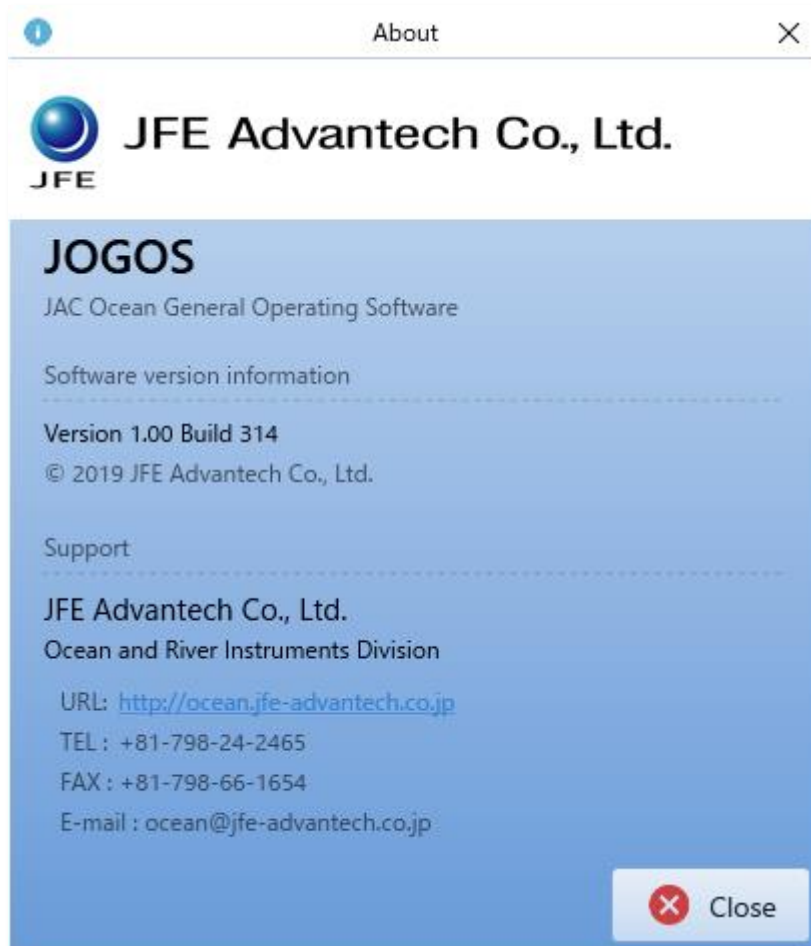 About
JFE Advantech Co., Ltd.
JFE
JOGOS
JAC Ocean General Operating Software
Software version information
Version 1.00 Build 314
© 2019 JFE Advantech Co., Ltd.
Support
JFE Advantech Co., Ltd.
Ocean and River Instruments Division
URL: http://ocean.jfe-advantech.co.jp
TEL : +81-798-24-2465
FAX : +81-798-66-1654
E-mail : ocean@jfe-advantech.co.jp
Close